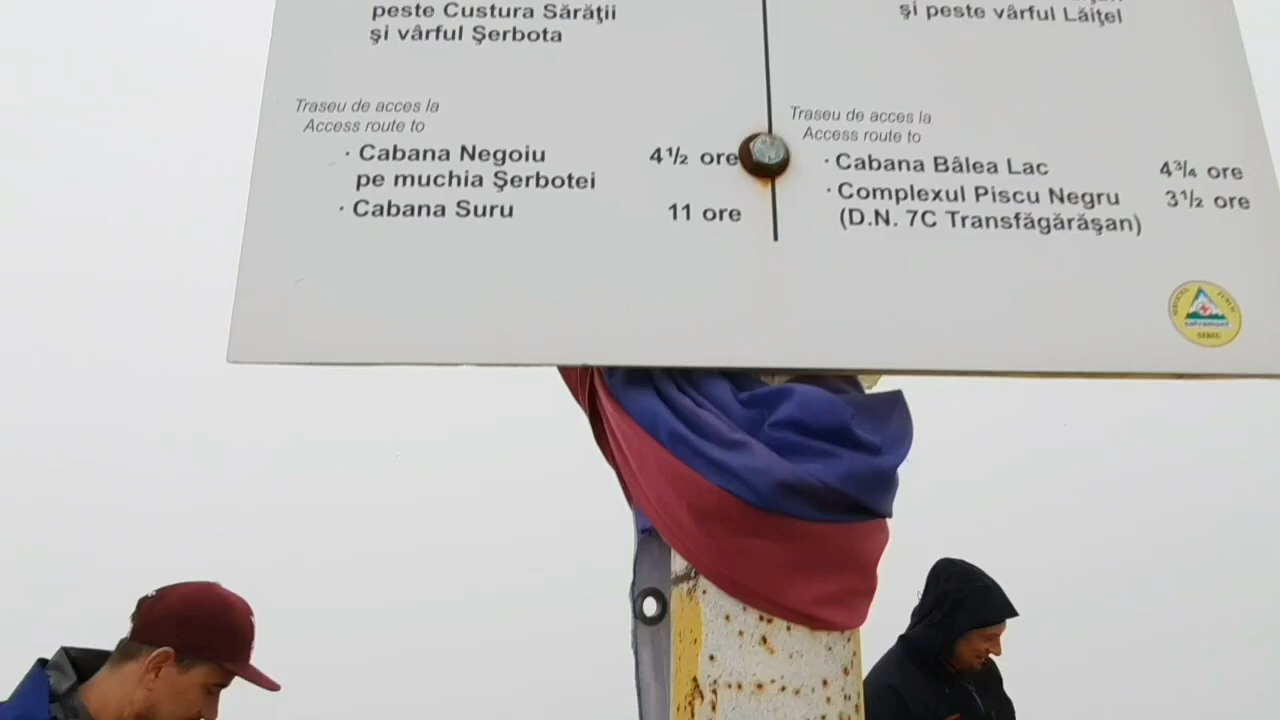 peste Custura Sărăţii
şi vârful Şerbota
Traseu de acces la
Access route to
· Cabana Negoiu 4½ ore
pe muchia Şerbotei
· Cabana Suru 11 ore
şi peste vârful Lăiţel
Traseu de acces la
Access route to
· Cabana Bâlea Lac 4¾ ore
· Complexul Piscu Negru 3½ ore
(D.N. 7C Transfăgărăşan)
salvamont